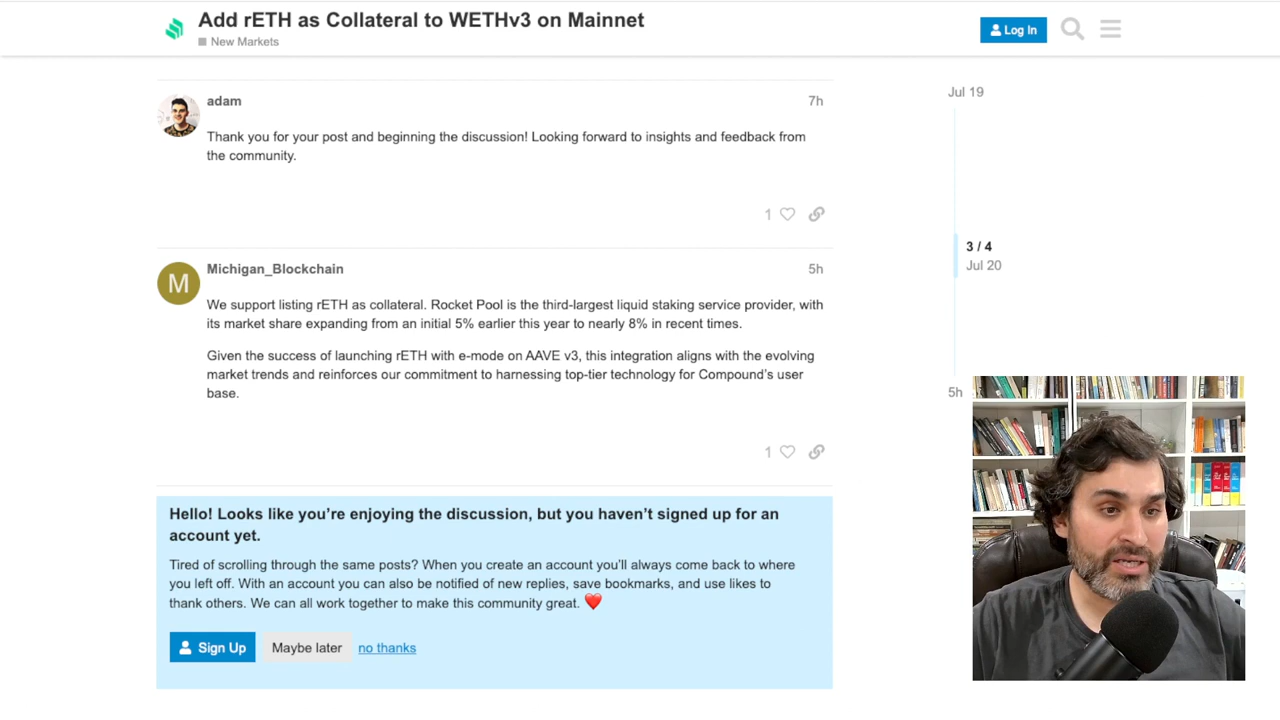 Add rETH as Collateral to WETHv3 on Mainnet
New Markets
Log In
adam
7h
Thank you for your post and beginning the discussion! Looking forward to insights and feedback from
the community.
1
Michigan_Blockchain
5h
M
We support listing rETH as collateral. Rocket Pool is the third-largest liquid staking service provider, with
its market share expanding from an initial 5% earlier this year to nearly 8% in recent times.
Given the success of launching rETH with e-mode on AAVE v3, this integration aligns with the evolving
market trends and reinforces our commitment to harnessing top-tier technology for Compound's user
base.
1
Hello! Looks like you're enjoying the discussion, but you haven't signed up for an
account yet.
Tired of scrolling through the same posts? When you create an account you'll always come back to where
you left off. With an account you can also be notified of new replies, save bookmarks, and use likes to
thank others. We can all work together to make this community great. ❤️
Sign Up
Maybe later
no thanks
Jul 19
3 / 4
Jul 20
5h